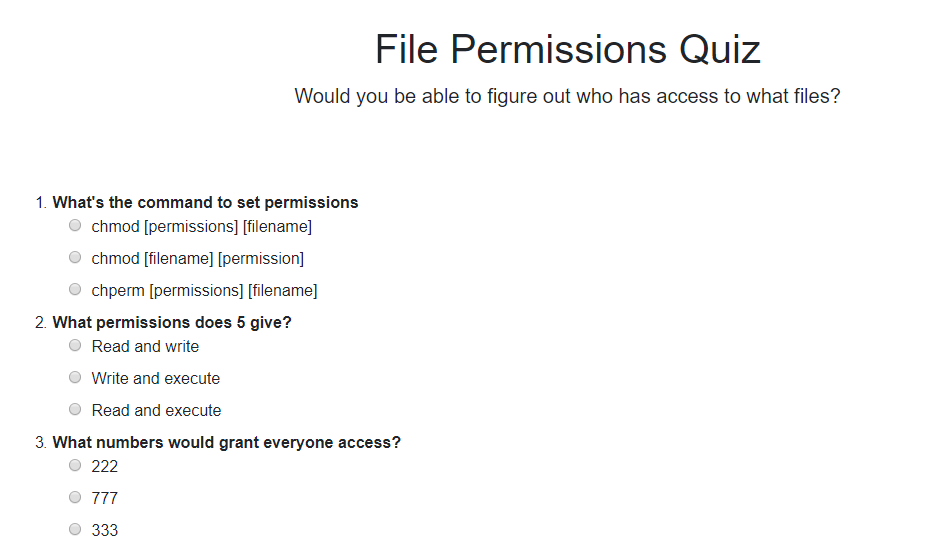 File Permissions Quiz
Would you be able to figure out who has access to what files?
1. What's the command to set permissions
chmod [permissions] [filename]
chmod [filename] [permission]
chperm [permissions] [filename]
2. What permissions does 5 give?
Read and write
Write and execute
Read and execute
3. What numbers would grant everyone access?
222
777
333